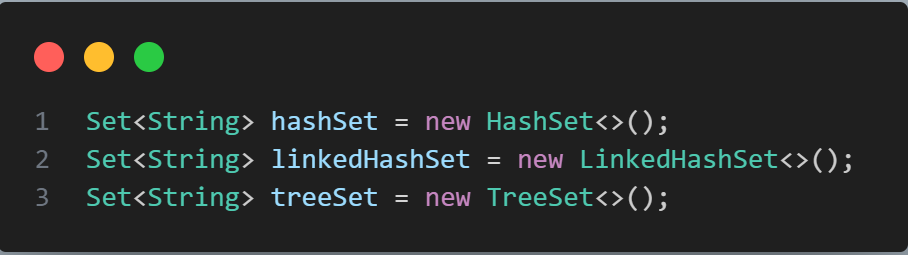 1 Set<String> hashSet = new HashSet<>();
2 Set<String> linkedHashSet = new LinkedHashSet<>();
3 Set<String> treeSet = new TreeSet<>();